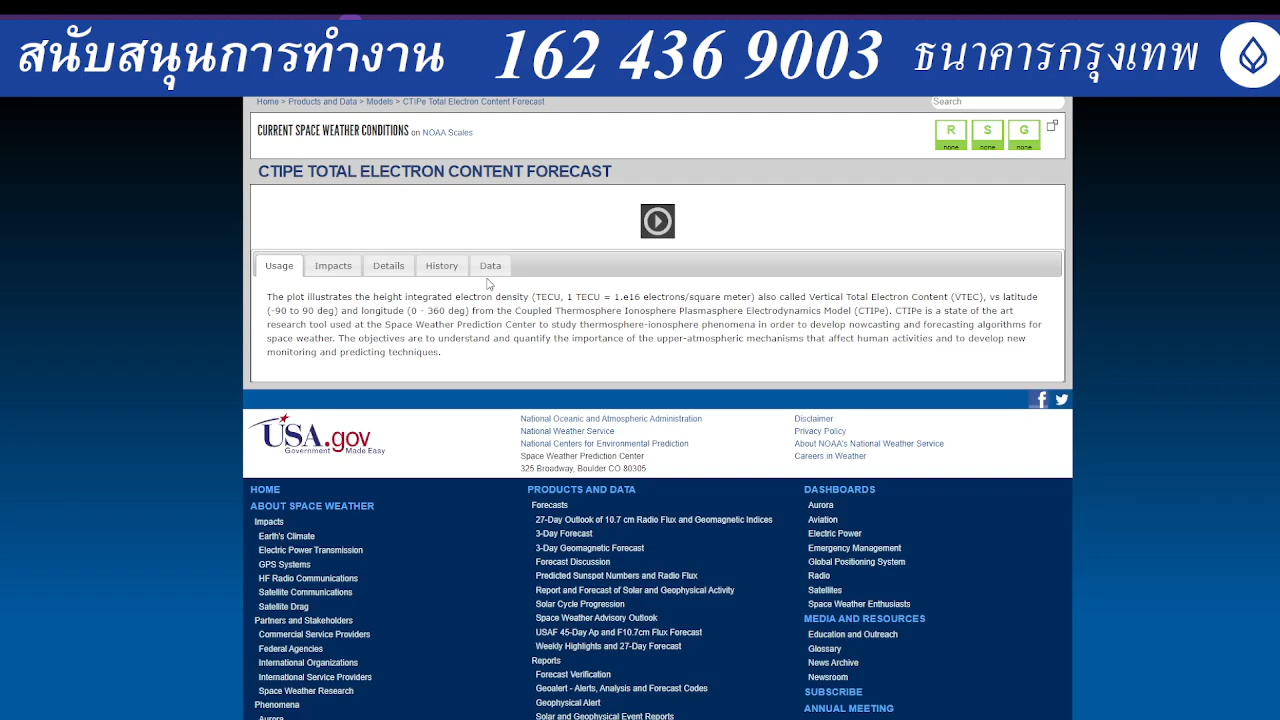 สนับสนุนการทำงาน 162 436 9003 ธนาคารกรุงเทพ
Home > Products and Data > Models > CTIPe Total Electron Content Forecast
Search
CURRENT SPACE WEATHER CONDITIONS on NOAA Scales
R S G
none none none
CTIPE TOTAL ELECTRON CONTENT FORECAST
Usage Impacts Details History Data
The plot illustrates the height integrated electron density (TECU, 1 TECU = 1.e16 electrons/square meter) also called Vertical Total Electron Content (VTEC), vs latitude
(-90 to 90 deg) and longitude (0 - 360 deg) from the Coupled Thermosphere Ionosphere Plasmasphere Electrodynamics Model (CTIPe). CTIPe is a state of the art
research tool used at the Space Weather Prediction Center to study thermosphere-ionosphere phenomena in order to develop nowcasting and forecasting algorithms for
space weather. The objectives are to understand and quantify the importance of the upper-atmospheric mechanisms that affect human activities and to develop new
monitoring and predicting techniques.
USA.gov
Government Made Easy
National Oceanic and Atmospheric Administration
National Weather Service
National Centers for Environmental Prediction
Space Weather Prediction Center
325 Broadway, Boulder CO 80305
Disclaimer
Privacy Policy
About NOAA's National Weather Service
Careers in Weather
HOME
ABOUT SPACE WEATHER
Impacts
Earth's Climate
Electric Power Transmission
GPS Systems
HF Radio Communications
Satellite Communications
Satellite Drag
Partners and Stakeholders
Commercial Service Providers
Federal Agencies
International Organizations
International Service Providers
Space Weather Research
Phenomena
Aurora
PRODUCTS AND DATA
Forecasts
27-Day Outlook of 10.7 cm Radio Flux and Geomagnetic Indices
3-Day Forecast
3-Day Geomagnetic Forecast
Forecast Discussion
Predicted Sunspot Numbers and Radio Flux
Report and Forecast of Solar and Geophysical Activity
Solar Cycle Progression
Space Weather Advisory Outlook
USAF 45-Day Ap and F10.7cm Flux Forecast
Weekly Highlights and 27-Day Forecast
Reports
Forecast Verification
Geoalert - Alerts, Analysis and Forecast Codes
Geophysical Alert
Solar and Geophysical Event Reports
DASHBOARDS
Aurora
Aviation
Electric Power
Emergency Management
Global Positioning System
Radio
Satellites
Space Weather Enthusiasts
MEDIA AND RESOURCES
Education and Outreach
Glossary
News Archive
Newsroom
SUBSCRIBE
ANNUAL MEETING